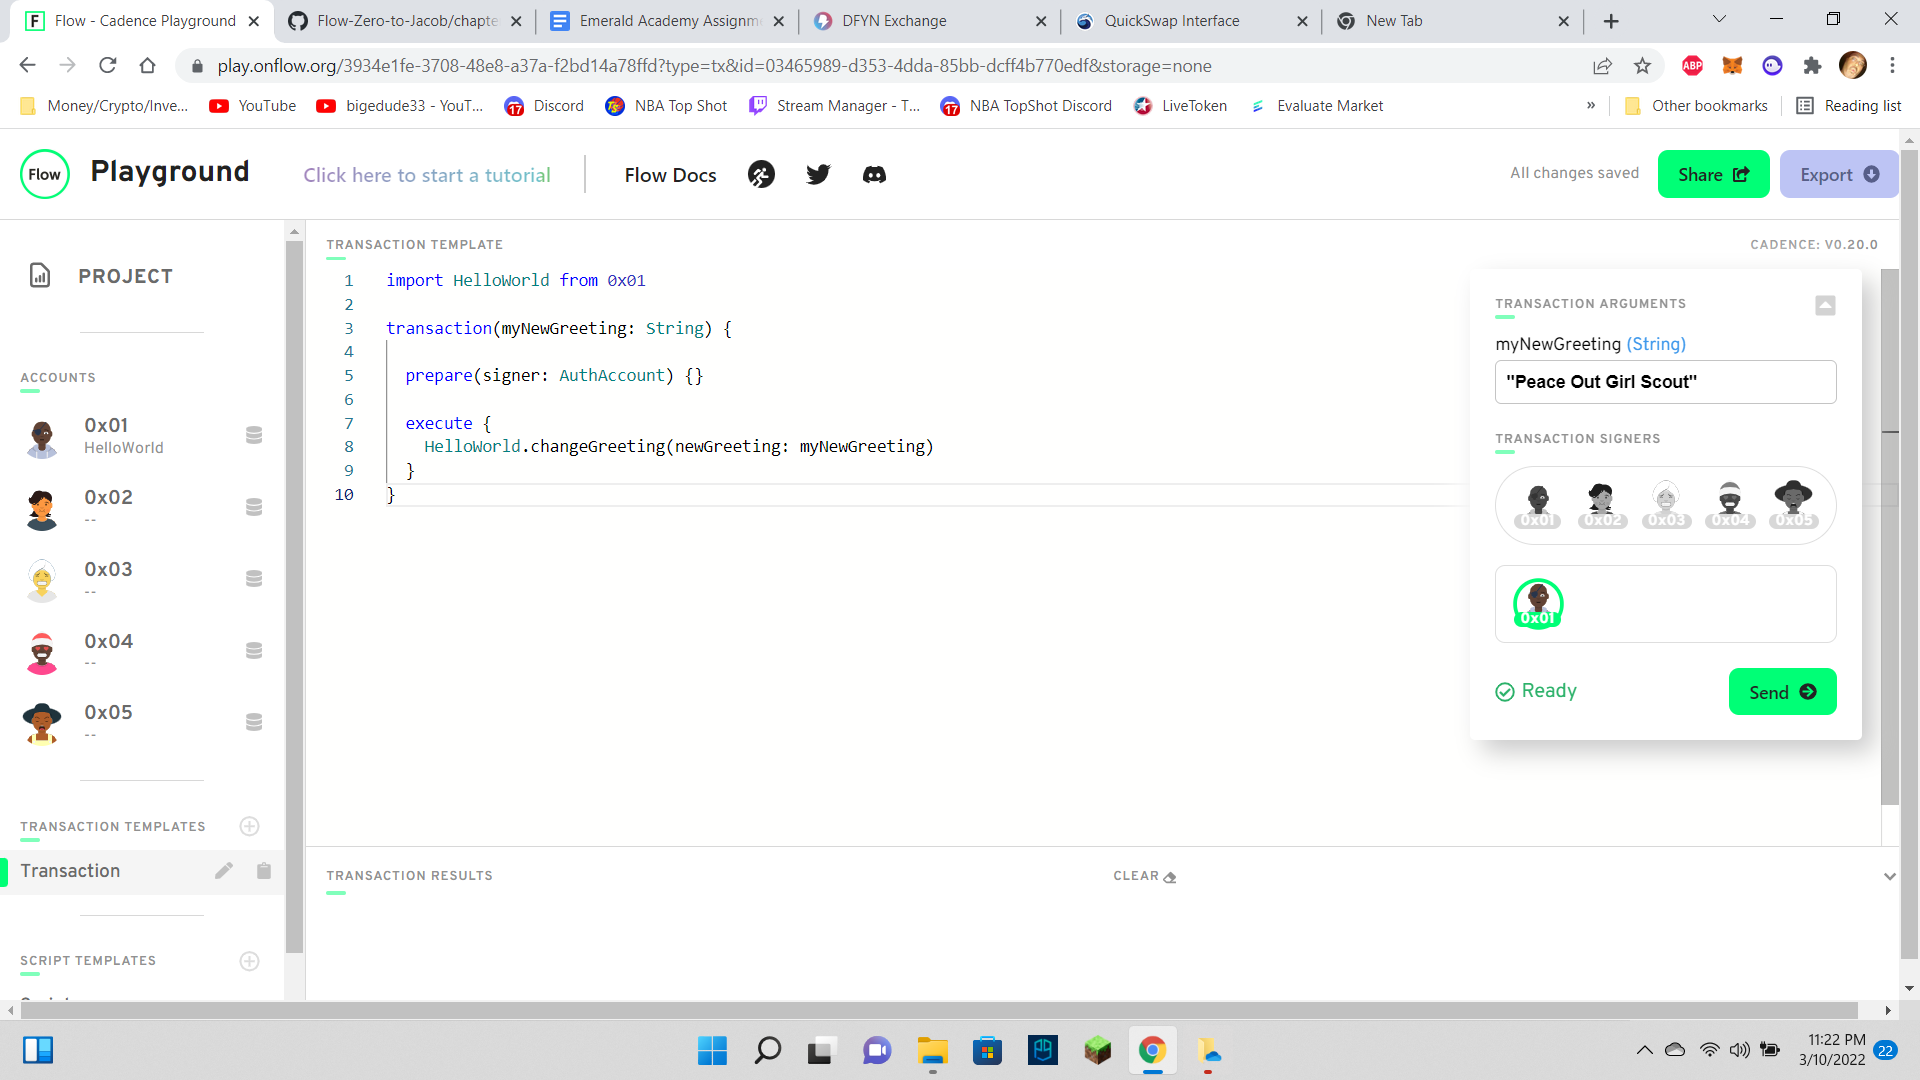 Flow - Cadence Playground
Flow-Zero-to-Jacob/chapte
Emerald Academy Assignm
DFYN Exchange
QuickSwap Interface
New Tab
play.onflow.org/3934e1fe-3708-48e8-a37a-f2bd14a78ffd?type=tx&id=03465989-d353-4dda-85bb-dcff4b770edf&storage=none
ABP
Money/Crypto/Inve...
YouTube
bigedude33 - YouT...
17
Discord
NBA Top Shot
Stream Manager - T...
17
NBA TopShot Discord
LiveToken
Evaluate Market
»
Other bookmarks
Reading list
Flow
Playground
Click here to start a tutorial
Flow Docs
All changes saved
Share
Export
PROJECT
ACCOUNTS
0x01
HelloWorld
0x02
--
0x03
--
0x04
--
0x05
--
TRANSACTION TEMPLATES
Transaction
SCRIPT TEMPLATES
TRANSACTION TEMPLATE
CADENCE: V0.20.0
1 import HelloWorld from 0x01
2
3 transaction(myNewGreeting: String) {
4
5 prepare(signer: AuthAccount) {}
6
7 execute {
8 HelloWorld.changeGreeting(newGreeting: myNewGreeting)
9 }
10 }
TRANSACTION ARGUMENTS
myNewGreeting (String)
"Peace Out Girl Scout"
TRANSACTION SIGNERS
0x01 0x02 0x03 0x04 0x05
0x01
Ready
Send
TRANSACTION RESULTS
CLEAR
11:22 PM
3/10/2022
22